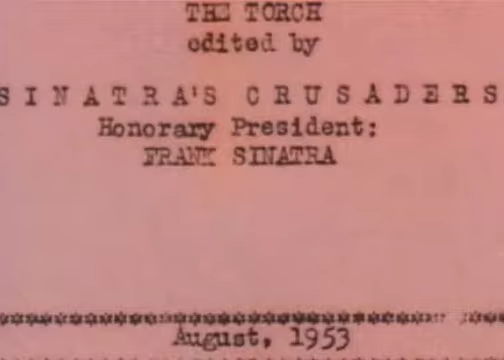 THE TORCH
edited by
SINATRA'S CRUSADERS
Honorary President:
FRANK SINATRA
August, 1953